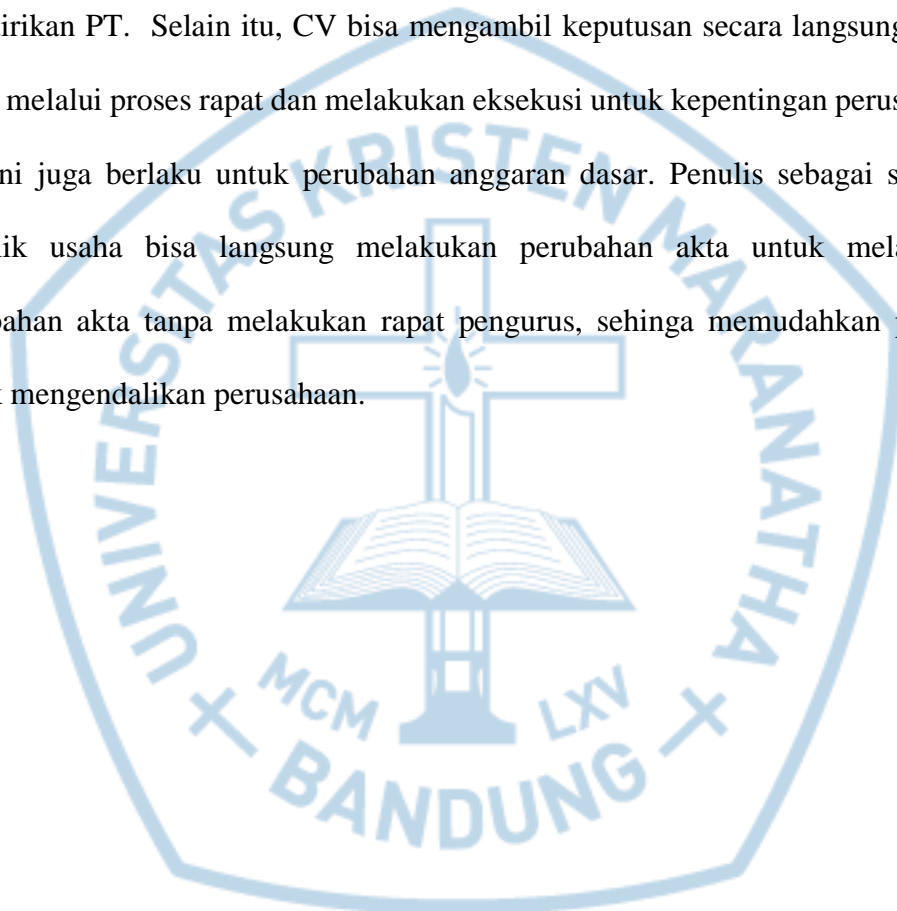 irikan PT. Selain itu, CV bisa mengambil keputusan secara langsung
melalui proses rapat dan melakukan eksekusi untuk kepentingan perus
ni juga berlaku untuk perubahan anggaran dasar. Penulis sebagai s
lik usaha bisa langsung melakukan perubahan akta untuk mela
bahan akta tanpa melakukan rapat pengurus, sehinga memudahkan p
mengendalikan perusahaan.
UNIVERSITAS KRISTEN MARANATHA
MCM LXV
BANDUNG